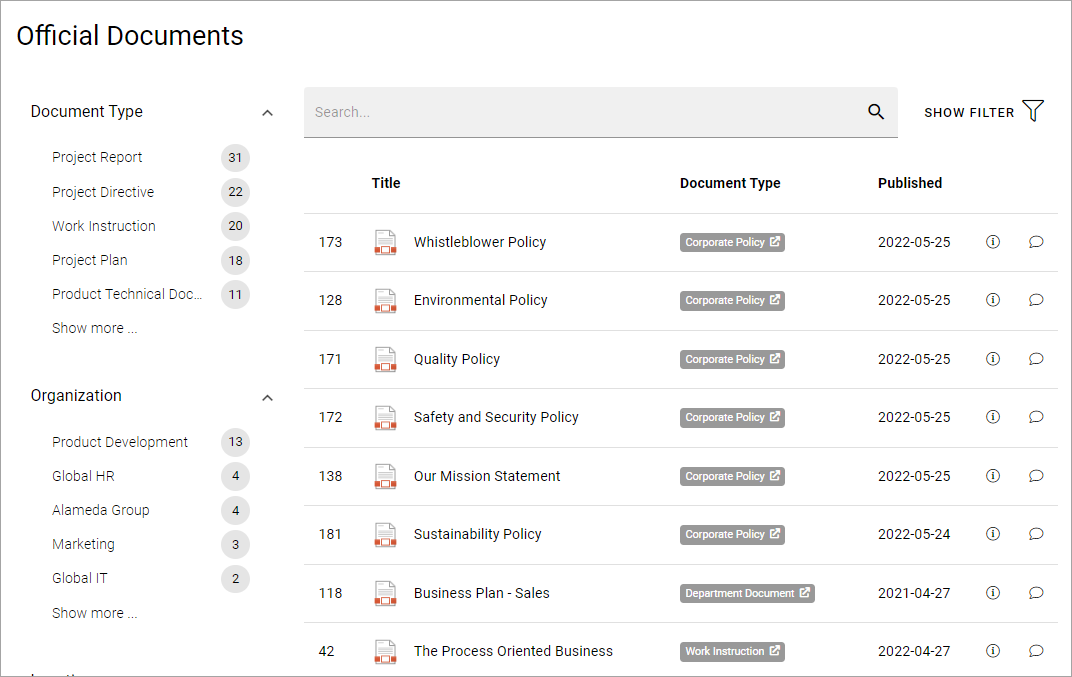 Official Documents
Document Type
Project Report 31
Project Directive 22
Work Instruction 20
Project Plan 18
Product Technical Doc... 11
Show more ...
Organization
Product Development 13
Global HR 4
Alameda Group 4
Marketing 3
Global IT 2
Show more ...
Search...
SHOW FILTER
Title Document Type Published
173 Whistleblower Policy Corporate Policy 2022-05-25
128 Environmental Policy Corporate Policy 2022-05-25
171 Quality Policy Corporate Policy 2022-05-25
172 Safety and Security Policy Corporate Policy 2022-05-25
138 Our Mission Statement Corporate Policy 2022-05-25
181 Sustainability Policy Corporate Policy 2022-05-24
118 Business Plan - Sales Department Document 2021-04-27
42 The Process Oriented Business Work Instruction 2022-04-27